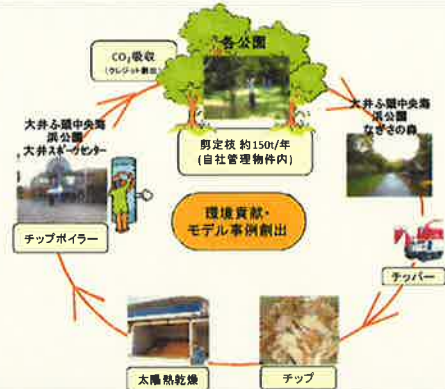 各公園
CO₂吸収
(クレジット創出)
大井ふ頭中央海
浜公園
大井スポーツセンター
大井ふ頭中央海
浜公園
なぎさの森
剪定枝 約150t/年
(自社管理物件内)
環境貢献・
モデル事例創出
チップボイラー
チッパー
太陽熱乾燥
チップ